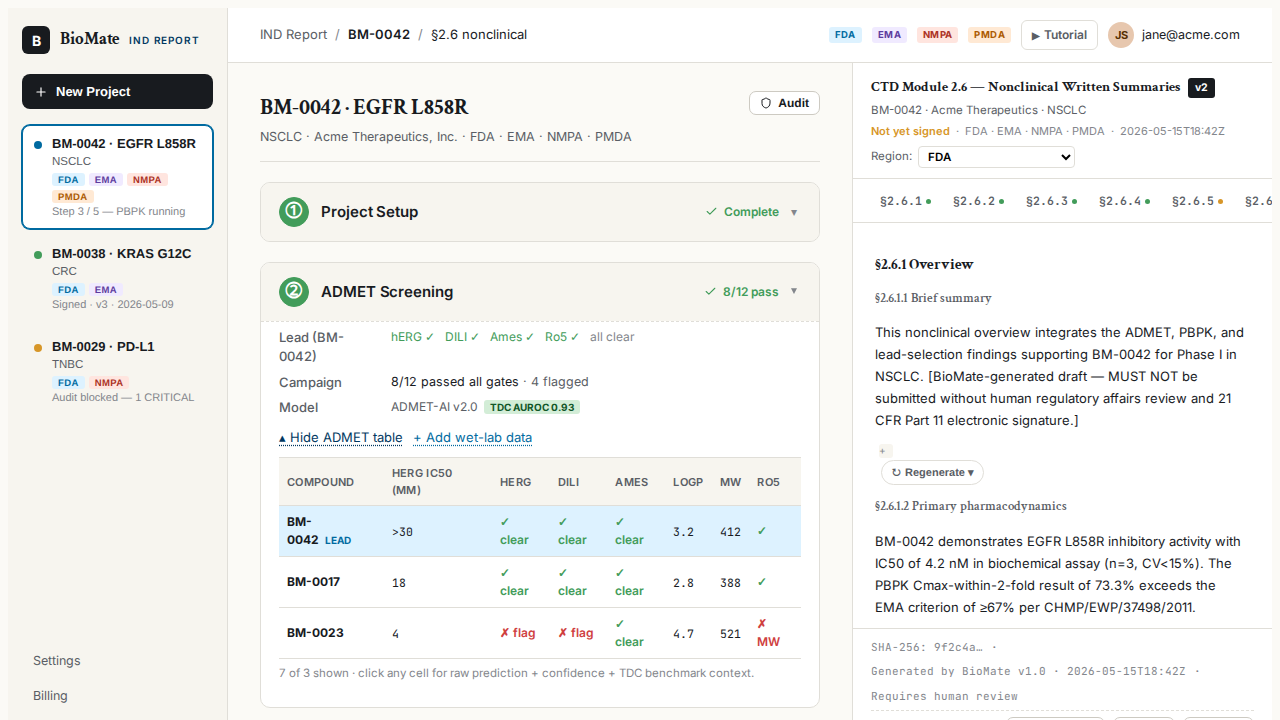 B BioMate IND REPORT
+ New Project
BM-0042 · EGFR L858R
NSCLC
FDA EMA NMPA
PMDA
Step 3 / 5 — PBPK running
BM-0038 · KRAS G12C
CRC
FDA EMA
Signed · v3 · 2026-05-09
BM-0029 · PD-L1
TNBC
FDA NMPA
Audit blocked — 1 CRITICAL
Settings
Billing
IND Report / BM-0042 / §2.6 nonclinical
FDA EMA NMPA PMDA ▶ Tutorial JS jane@acme.com
BM-0042 · EGFR L858R
Audit
NSCLC · Acme Therapeutics, Inc. · FDA · EMA · NMPA · PMDA
① Project Setup ✓ Complete ▼
② ADMET Screening ✓ 8/12 pass ▼
Lead (BM-
0042)
hERG ✓ DILI ✓ Ames ✓ Ro5 ✓ all clear
Campaign 8/12 passed all gates · 4 flagged
Model ADMET-AI v2.0 TDC AUROC 0.93
▴ Hide ADMET table + Add wet-lab data
COMPOUND HERG IC50 (MM) HERG DILI AMES LOGP MW RO5
BM-0042 LEAD >30 ✓ clear ✓ clear ✓ clear 3.2 412 ✓
BM-0017 18 ✓ clear ✓ clear ✓ clear 2.8 388 ✓
BM-0023 4 ✗ flag ✗ flag ✓ clear 4.7 521 ✗ MW
7 of 3 shown · click any cell for raw prediction + confidence + TDC benchmark context.
CTD Module 2.6 — Nonclinical Written Summaries v2
BM-0042 · Acme Therapeutics · NSCLC
Not yet signed · FDA · EMA · NMPA · PMDA · 2026-05-15T18:42Z
Region: FDA
§2.6.1 §2.6.2 §2.6.3 §2.6.4 §2.6.5 §2.6
§2.6.1 Overview
§2.6.1.1 Brief summary
This nonclinical overview integrates the ADMET, PBPK, and
lead-selection findings supporting BM-0042 for Phase I in
NSCLC. [BioMate-generated draft — MUST NOT be
submitted without human regulatory affairs review and 21
CFR Part 11 electronic signature.]
+
↻ Regenerate ▾
§2.6.1.2 Primary pharmacodynamics
BM-0042 demonstrates EGFR L858R inhibitory activity with
IC50 of 4.2 nM in biochemical assay (n=3, CV<15%). The
PBPK Cmax-within-2-fold result of 73.3% exceeds the
EMA criterion of ≥67% per CHMP/EWP/37498/2011.
SHA-256: 9f2c4a… ·
Generated by BioMate v1.0 · 2026-05-15T18:42Z ·
Requires human review